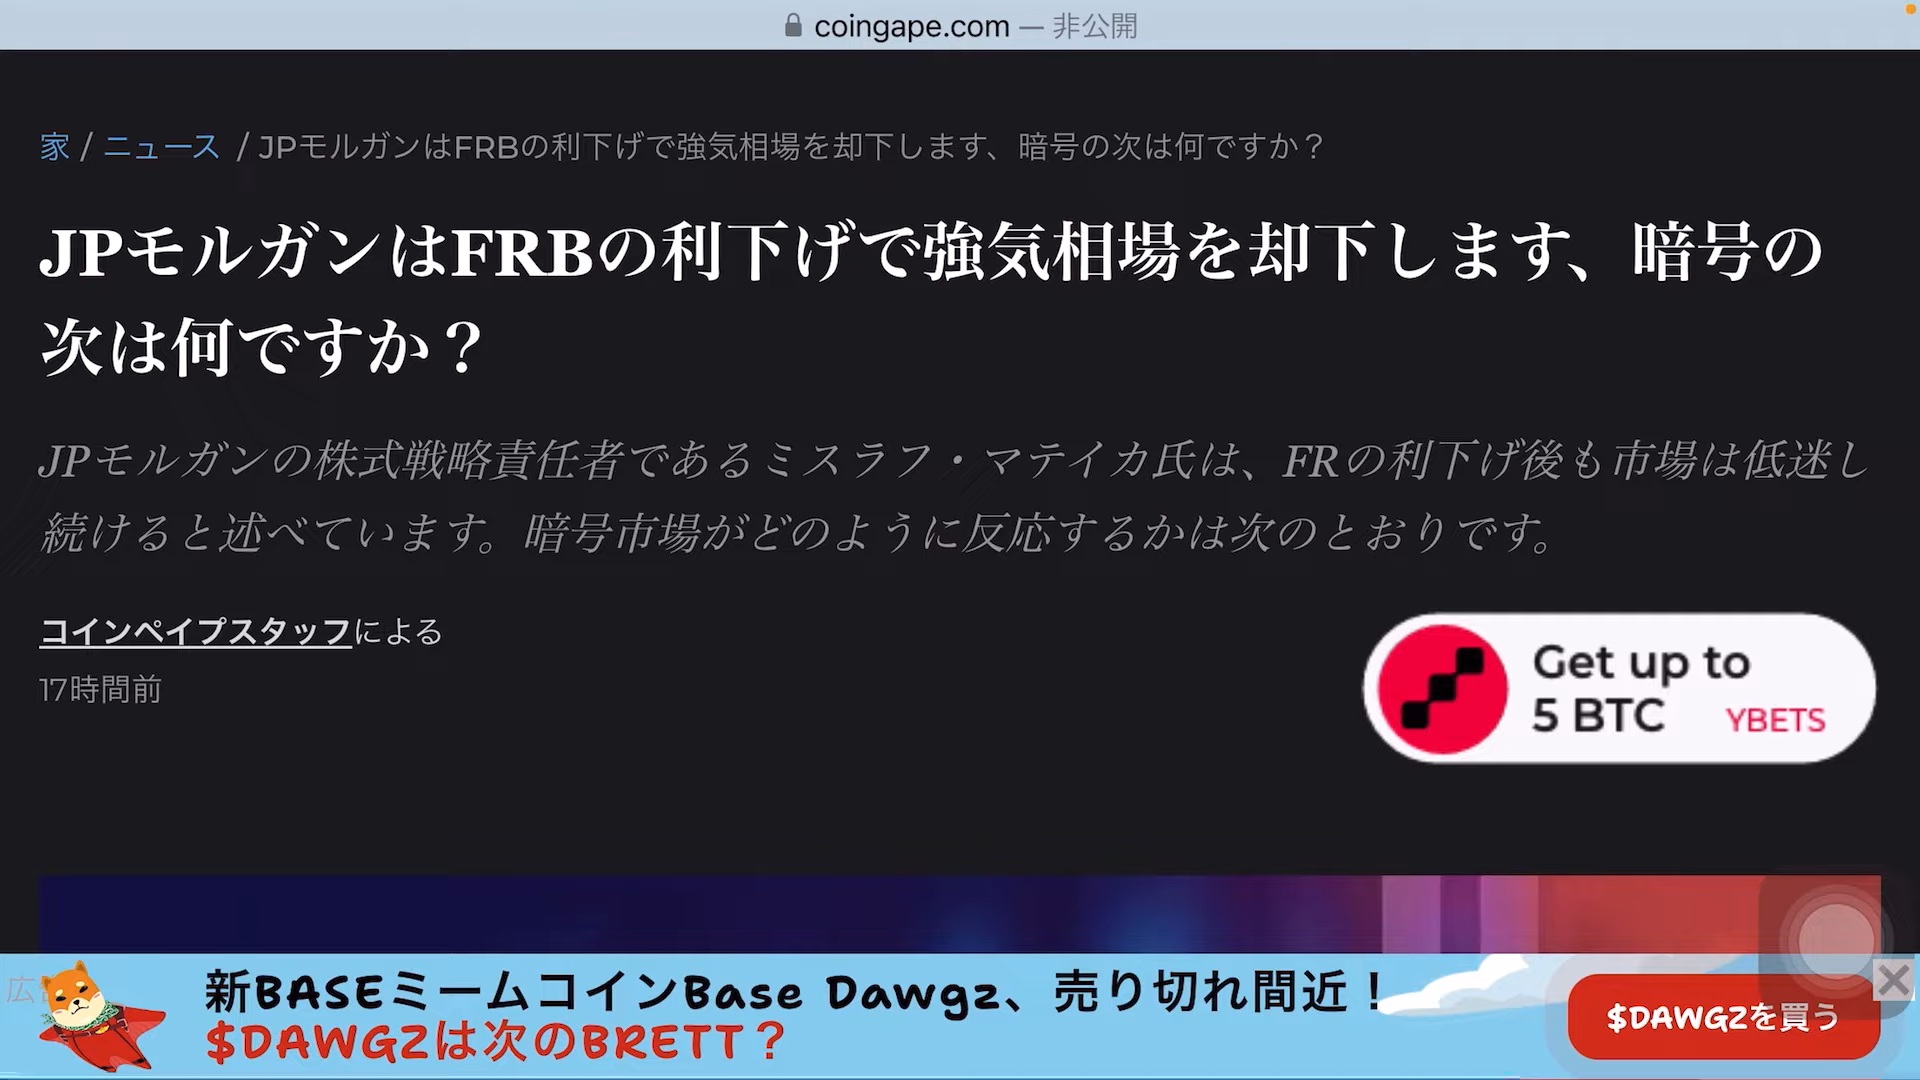 coingape.com — 非公開
家 / ニュース / JPモルガンはFRBの利下げで強気相場を却下します、暗号の次は何ですか？
JPモルガンはFRBの利下げで強気相場を却下します、暗号の
次は何ですか？
JPモルガンの株式戦略責任者であるミスラフ・マテイカ氏は、FRの利下げ後も市場は低迷し
続けると述べています。暗号市場がどのように反応するかは次のとおりです。
コインペイプスタッフによる
17時間前
Get up to
5 BTC YBETS
新BASEミームコインBase Dawgz、売り切れ間近！
$DAWGZは次のBRETT？
$DAWGZを買う